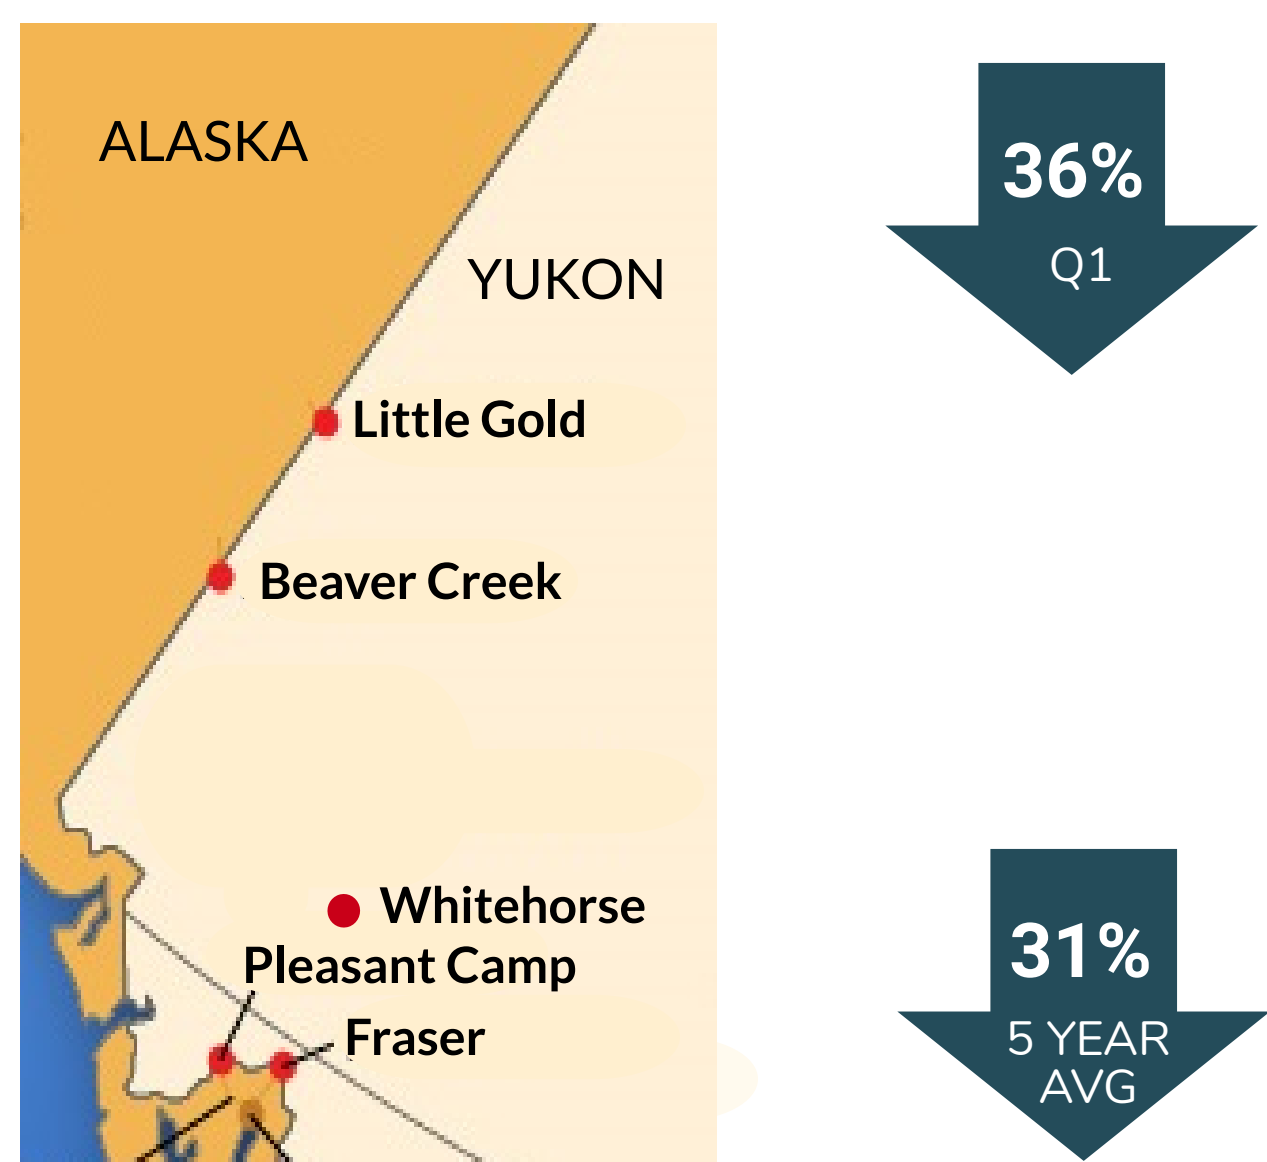 ALASKA
YUKON
Little Gold
Beaver Creek
Whitehorse
Pleasant Camp
Fraser
36%
Q1
31%
5 YEAR
AVG